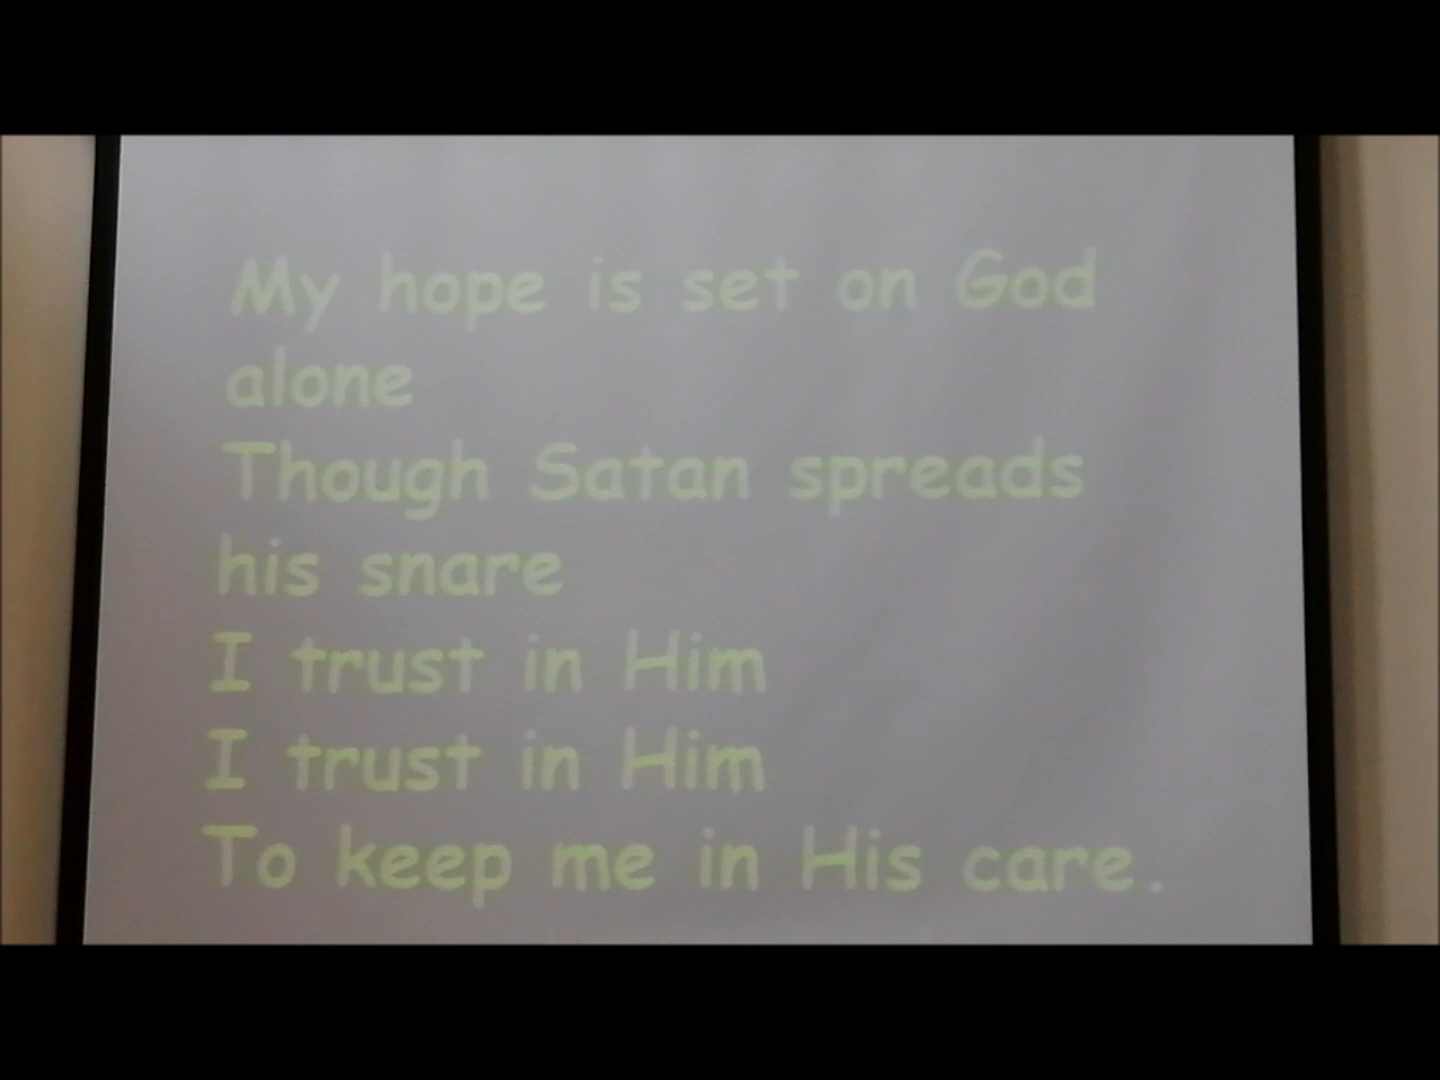 My hope is set on God
alone
Though Satan spreads
his snare
I trust in Him
I trust in Him
To keep me in His care.